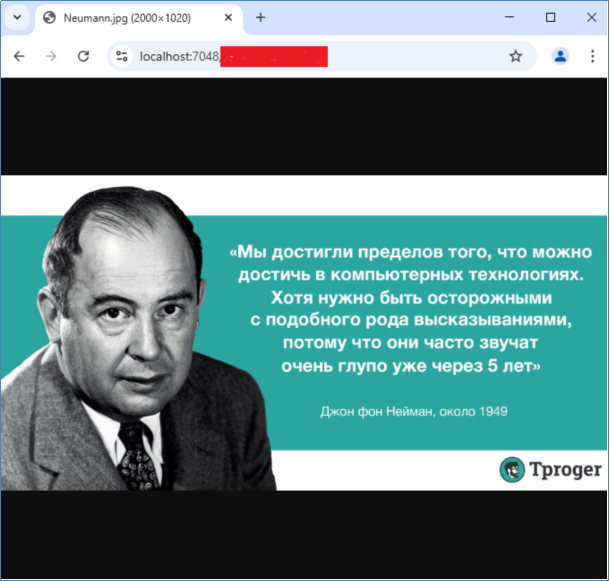 Neumann.jpg (2000×1020)
localhost:7048/
«Мы достигли пределов того, что можно
достичь в компьютерных технологиях.
Хотя нужно быть осторожными
с подобного рода высказываниями,
потому что они часто звучат
очень глупо уже через 5 лет»
Джон фон Нейман, около 1949
Tproger